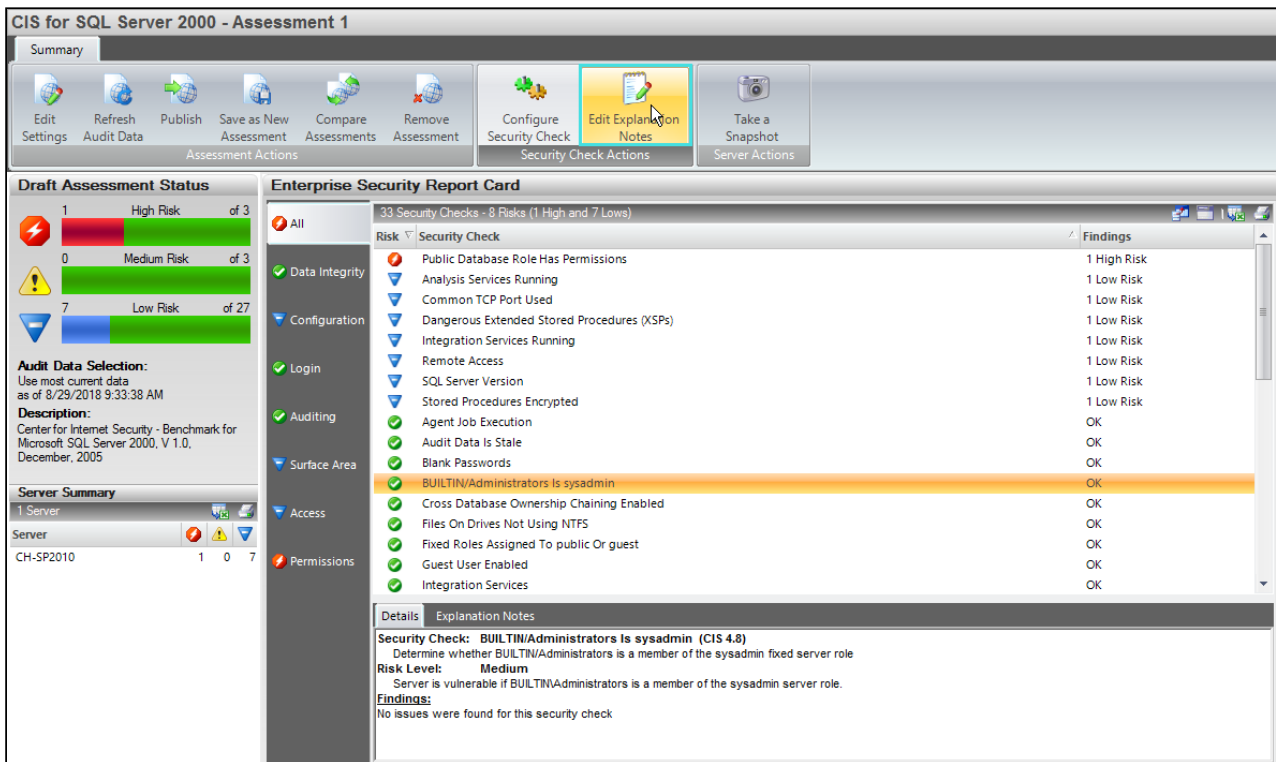 CIS for SQL Server 2000 - Assessment 1
Summary
Edit Settings
Refresh Audit Data
Publish
Save as New Assessment
Compare Assessments
Remove Assessment
Configure Security Check
Edit Explanation Notes
Take a Snapshot
Assessment Actions
Security Check Actions
Server Actions
Draft Assessment Status
1 High Risk of 3
0 Medium Risk of 3
7 Low Risk of 27
Audit Data Selection:
Use most current data
as of 8/29/2018 9:33:38 AM
Description:
Center for Internet Security - Benchmark for
Microsoft SQL Server 2000, V 1.0,
December, 2005
Server Summary
1 Server
Server
CH-SP2010 1 0 7
Enterprise Security Report Card
All
Data Integrity
Configuration
Login
Auditing
Surface Area
Access
Permissions
33 Security Checks - 8 Risks (1 High and 7 Lows)
Risk Security Check Findings
Public Database Role Has Permissions 1 High Risk
Analysis Services Running 1 Low Risk
Common TCP Port Used 1 Low Risk
Dangerous Extended Stored Procedures (XSPs) 1 Low Risk
Integration Services Running 1 Low Risk
Remote Access 1 Low Risk
SQL Server Version 1 Low Risk
Stored Procedures Encrypted 1 Low Risk
Agent Job Execution OK
Audit Data Is Stale OK
Blank Passwords OK
BUILTIN/Administrators Is sysadmin OK
Cross Database Ownership Chaining Enabled OK
Files On Drives Not Using NTFS OK
Fixed Roles Assigned To public Or guest OK
Guest User Enabled OK
Integration Services OK
Details Explanation Notes
Security Check: BUILTIN/Administrators Is sysadmin (CIS 4.8)
Determine whether BUILTIN/Administrators is a member of the sysadmin fixed server role
Risk Level: Medium
Server is vulnerable if BUILTIN\Administrators is a member of the sysadmin server role.
Findings:
No issues were found for this security check